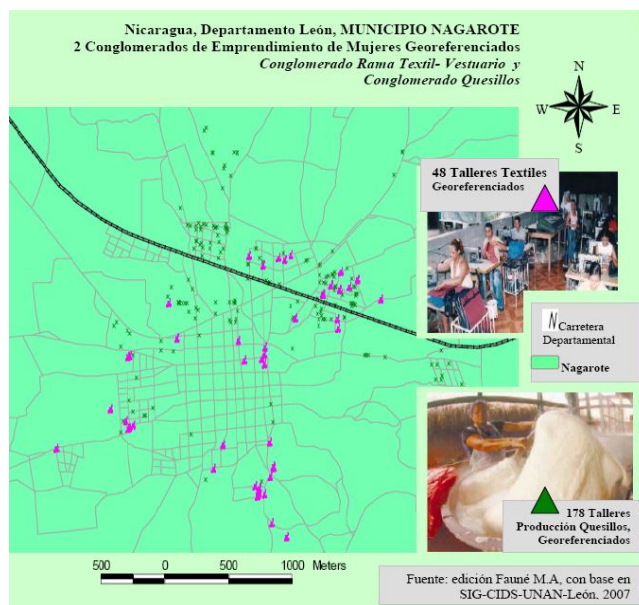 Nicaragua, Departamento León, MUNICIPIO NAGAROTE
2 Conglomerados de Emprendimiento de Mujeres Georeferenciados
Conglomerado Rama Textil- Vestuario y
Conglomerado Quesillos
N
W E
S
48 Talleres Textiles
Georeferenciados
N Carretera
Departamental
Nagarote
178 Talleres
Producción Quesillos,
Georeferenciados
500 0 500 1000 Meters
Fuente: edición Fauné M.A, con base en
SIG-CIDS-UNAN-León, 2007